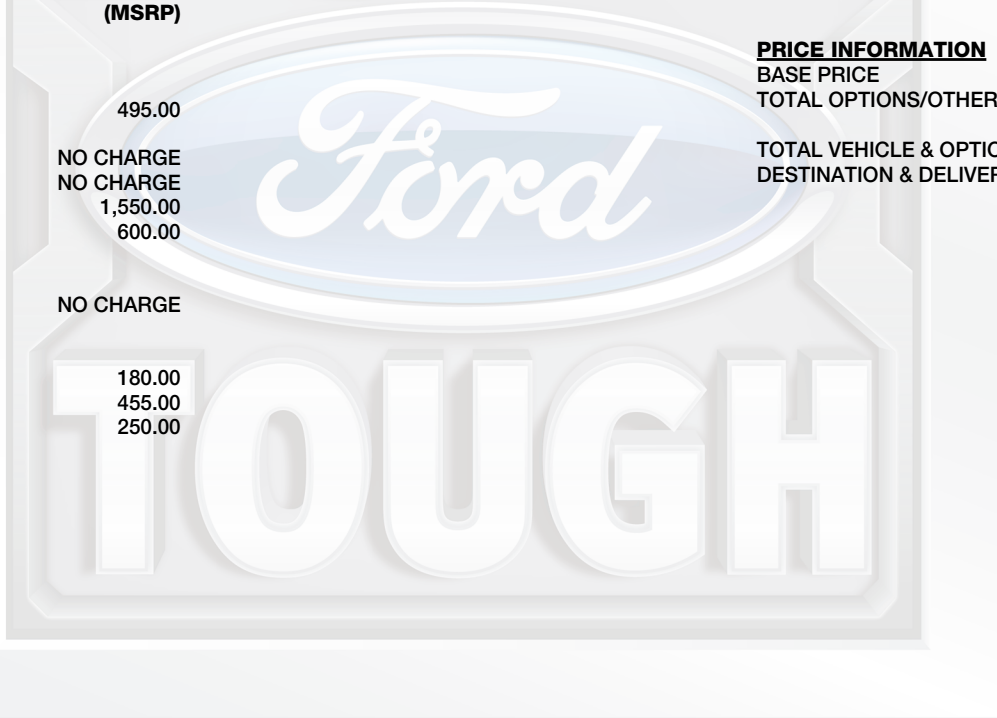 (MSRP)
495.00
NO CHARGE
NO CHARGE
1,550.00
600.00
NO CHARGE
180.00
455.00
250.00
PRICE INFORMATION
BASE PRICE
TOTAL OPTIONS/OTHER
TOTAL VEHICLE & OPTIO
DESTINATION & DELIVER
Ford
TOUGH